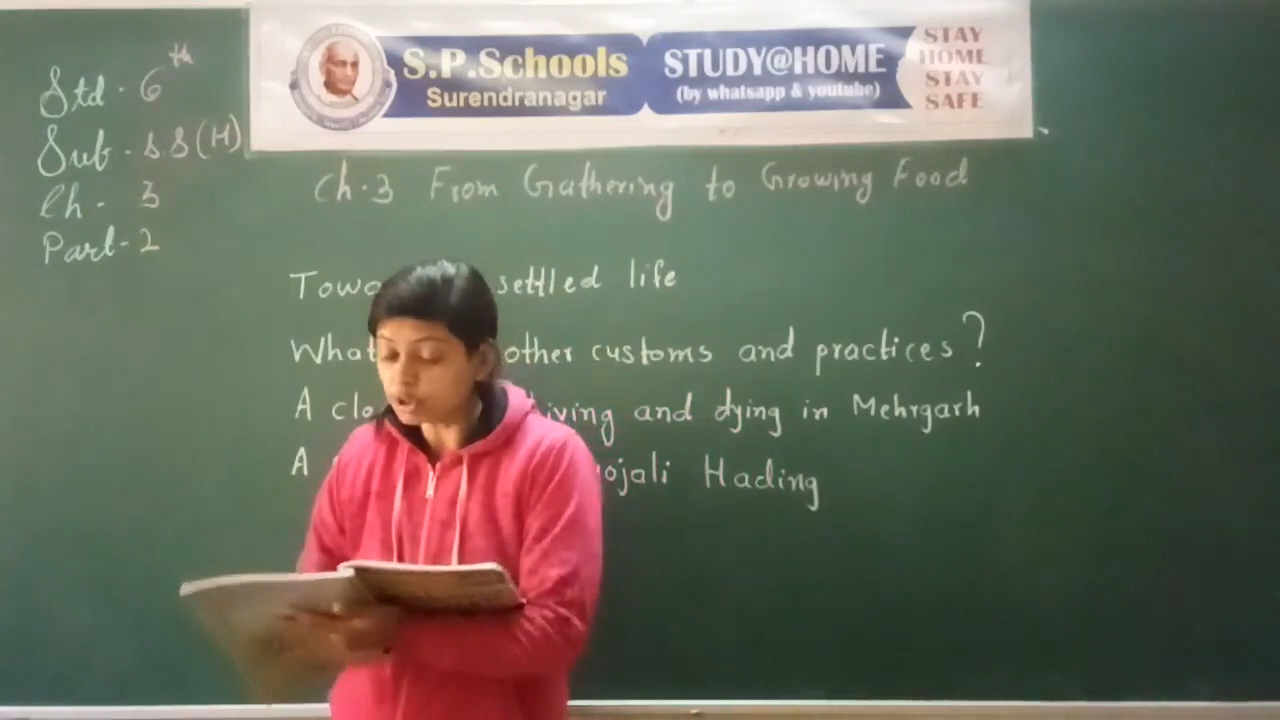 S.P.Schools
Surendranagar
STUDY@HOME
(by whatsapp & youtube)
STAY
HOME
STAY
SAFE
Std. 6th
Sub. SS(H)
Ch. 3
Part-2
Ch.3 From Gathering to Growing Food
settled life
What other customs and practices?
A living and dying in Mehrgarh
A Hading